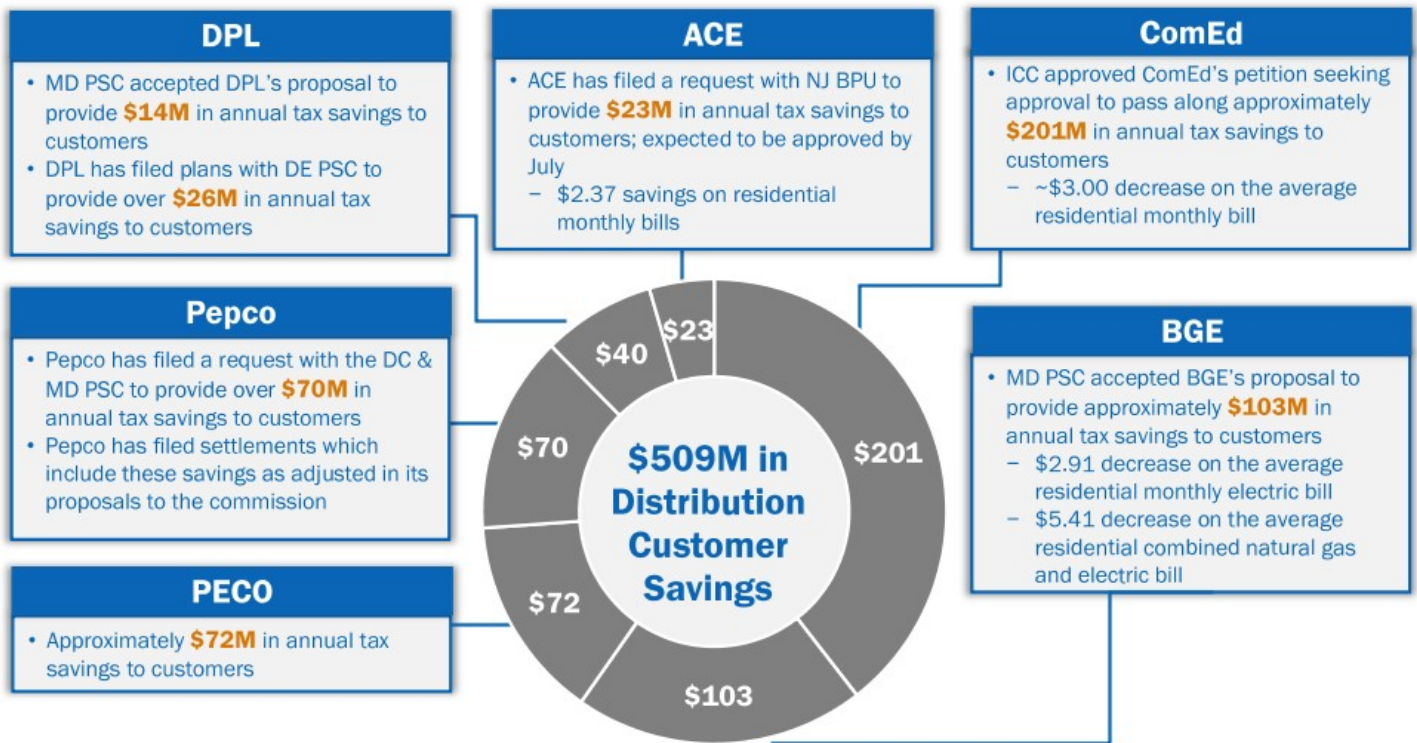 DPL
• MD PSC accepted DPL's proposal to
provide $14M in annual tax savings to
customers
• DPL has filed plans with DE PSC to
provide over $26M in annual tax
savings to customers
ACE
• ACE has filed a request with NJ BPU to
provide $23M in annual tax savings to
customers; expected to be approved by
July
– $2.37 savings on residential
monthly bills
ComEd
• ICC approved ComEd's petition seeking
approval to pass along approximately
$201M in annual tax savings to
customers
– ~$3.00 decrease on the average
residential monthly bill
Pepco
• Pepco has filed a request with the DC &
MD PSC to provide over $70M in
annual tax savings to customers
• Pepco has filed settlements which
include these savings as adjusted in its
proposals to the commission
BGE
• MD PSC accepted BGE's proposal to
provide approximately $103M in
annual tax savings to customers
– $2.91 decrease on the average
residential monthly electric bill
– $5.41 decrease on the average
residential combined natural gas
and electric bill
PECO
• Approximately $72M in annual tax
savings to customers
$23
$40
$70
$201
$72
$103
$509M in
Distribution
Customer
Savings